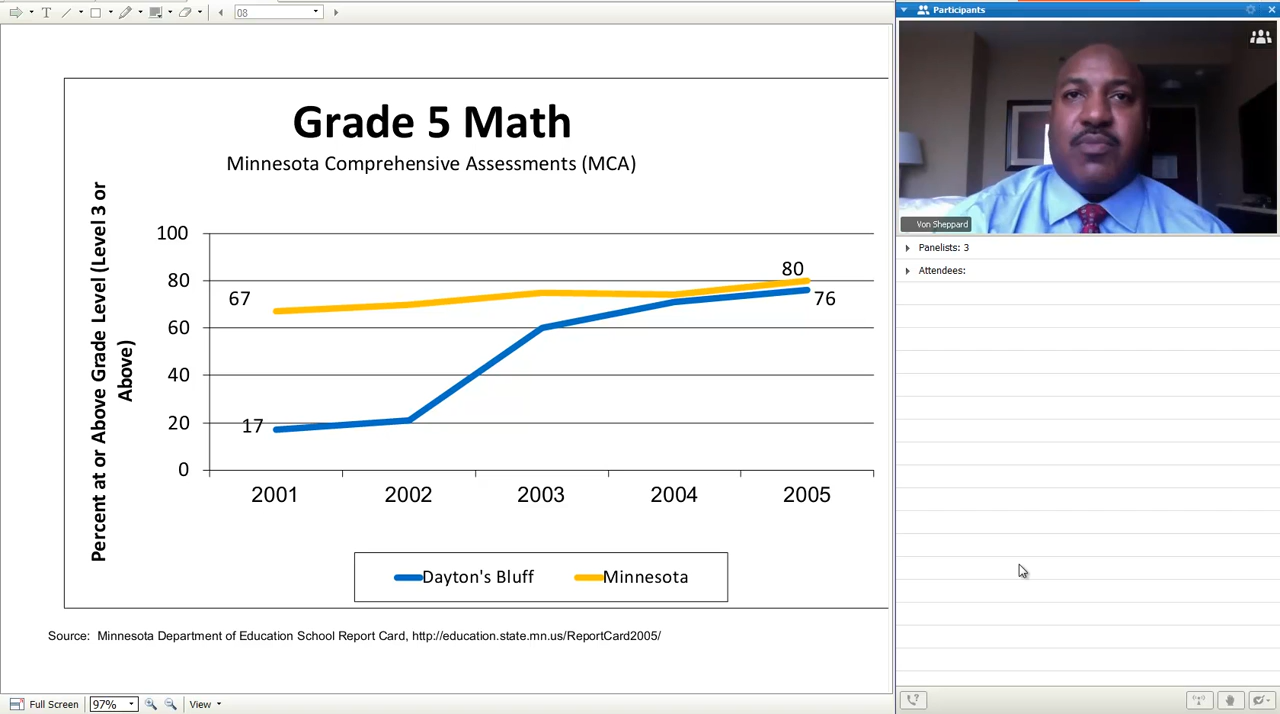 08
Grade 5 Math
Minnesota Comprehensive Assessments (MCA)
Percent at or Above Grade Level (Level 3 or
Above)
100
80
60
40
20
0
67
17
80
76
2001 2002 2003 2004 2005
Dayton's Bluff Minnesota
Source: Minnesota Department of Education School Report Card, http://education.state.mn.us/ReportCard2005/
Full Screen 97% View
Participants
Von Sheppard
Panelists: 3
Attendees: